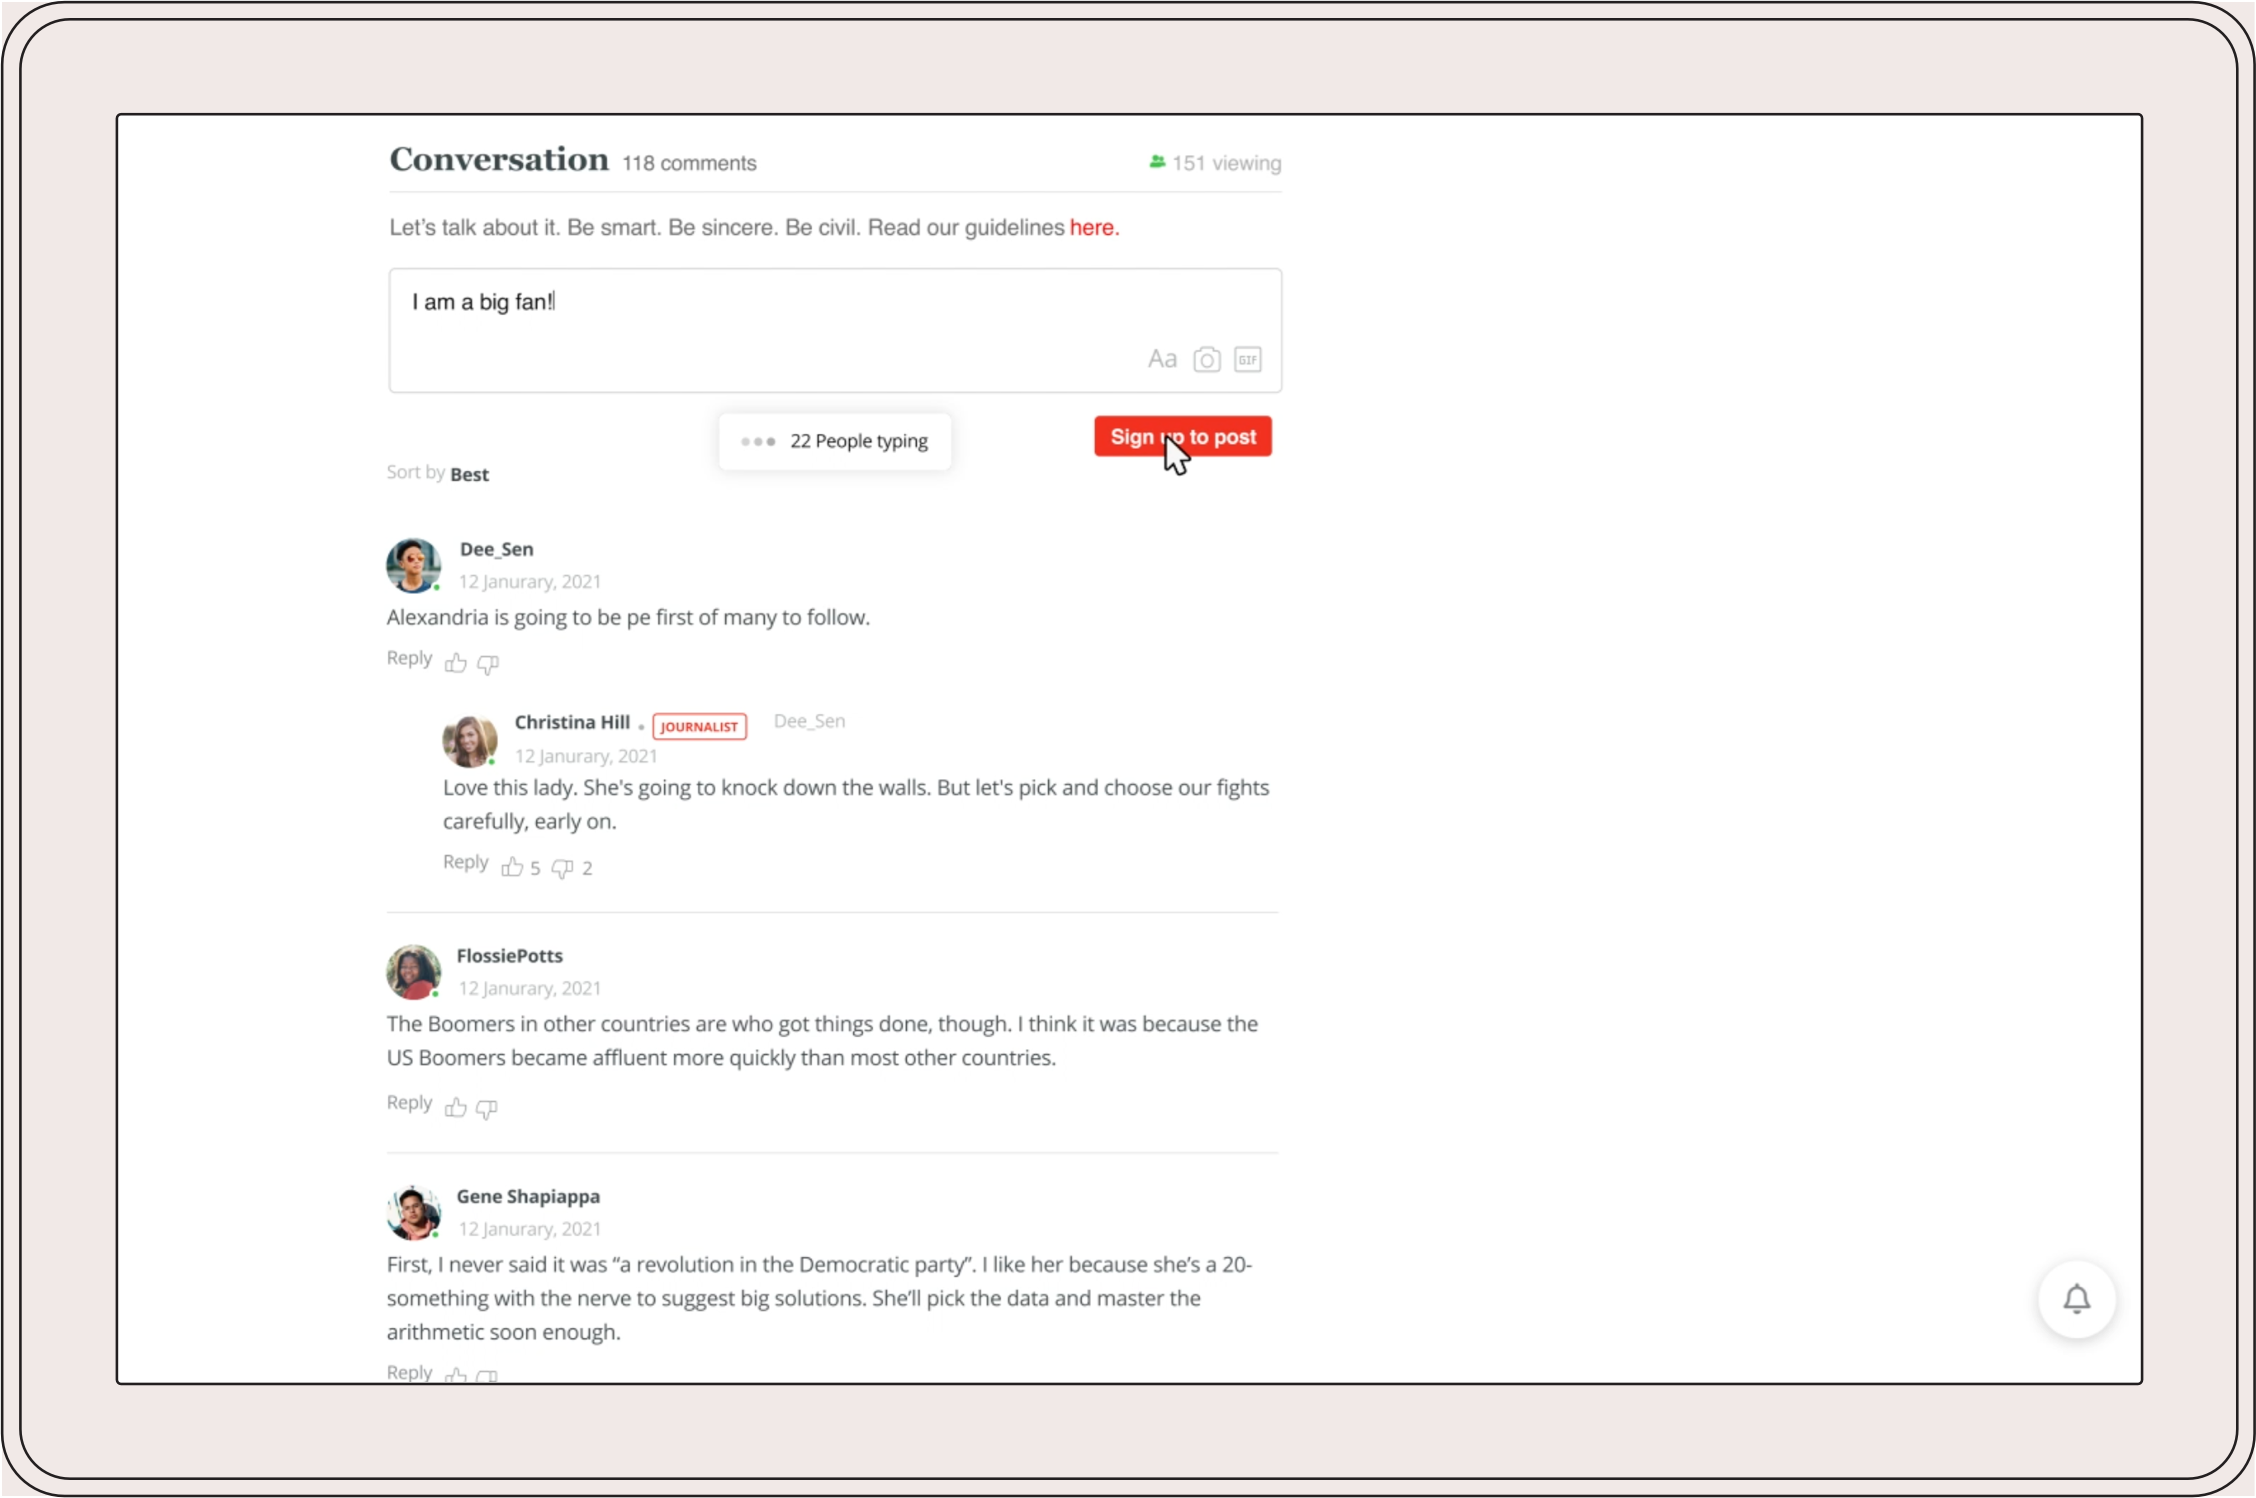 Conversation 118 comments 151 viewing
Let's talk about it. Be smart. Be sincere. Be civil. Read our guidelines here.
I am a big fan!
Aa GIF
22 People typing
Sign up to post
Sort by Best
Dee_Sen
12 Janurary, 2021
Alexandria is going to be pe first of many to follow.
Reply
Christina Hill . JOURNALIST Dee_Sen
12 Janurary, 2021
Love this lady. She's going to knock down the walls. But let's pick and choose our fights
carefully, early on.
Reply 5 2
FlossiePotts
12 Janurary, 2021
The Boomers in other countries are who got things done, though. I think it was because the
US Boomers became affluent more quickly than most other countries.
Reply
Gene Shapiappa
12 Janurary, 2021
First, I never said it was “a revolution in the Democratic party”. I like her because she’s a 20-
something with the nerve to suggest big solutions. She’ll pick the data and master the
arithmetic soon enough.
Reply